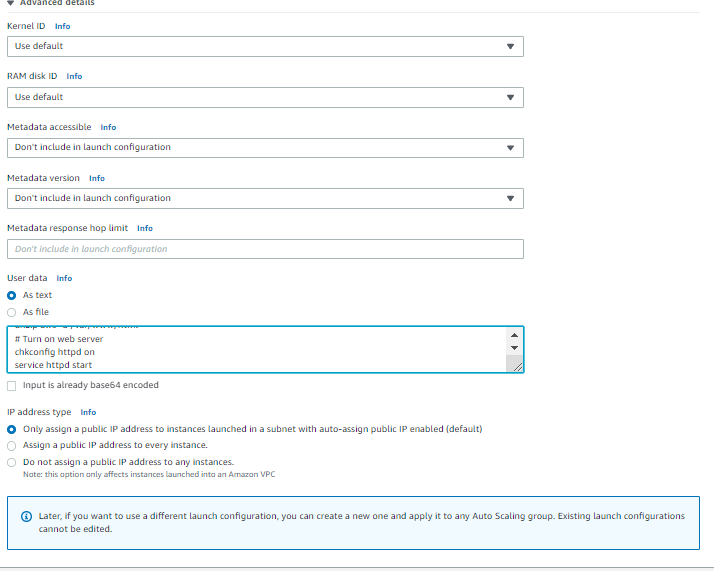 Advanced details
Kernel ID Info
Use default
RAM disk ID Info
Use default
Metadata accessible Info
Don't include in launch configuration
Metadata version Info
Don't include in launch configuration
Metadata response hop limit Info
Don't include in launch configuration
User data Info
As text
As file
# Turn on web server
chkconfig httpd on
service httpd start
Input is already base64 encoded
IP address type Info
Only assign a public IP address to instances launched in a subnet with auto-assign public IP enabled (default)
Assign a public IP address to every instance.
Do not assign a public IP address to any instances.
Note: this option only affects instances launched into an Amazon VPC
Later, if you want to use a different launch configuration, you can create a new one and apply it to any Auto Scaling group. Existing launch configurations
cannot be edited.